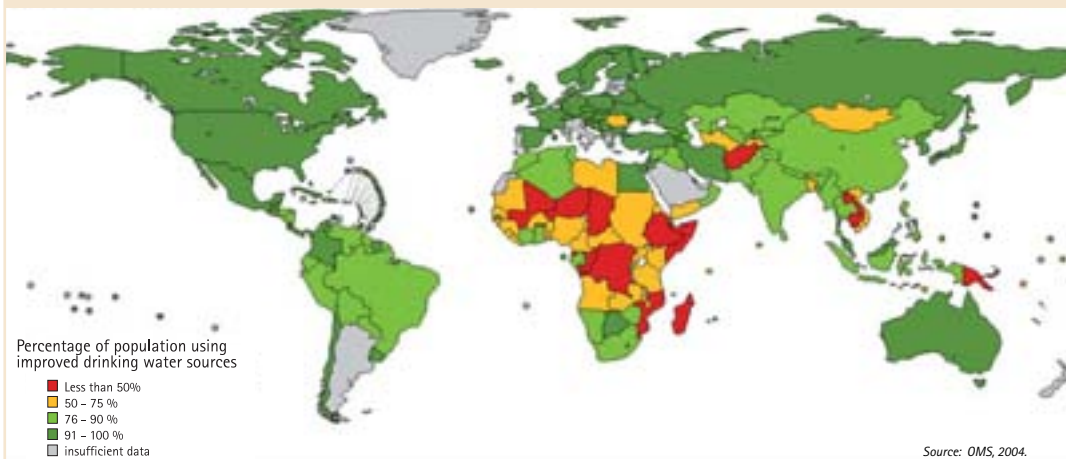 Percentage of population using
improved drinking water sources
Less than 50%
50 - 75 %
76 - 90 %
91 - 100 %
insufficient data
Source: OMS, 2004.